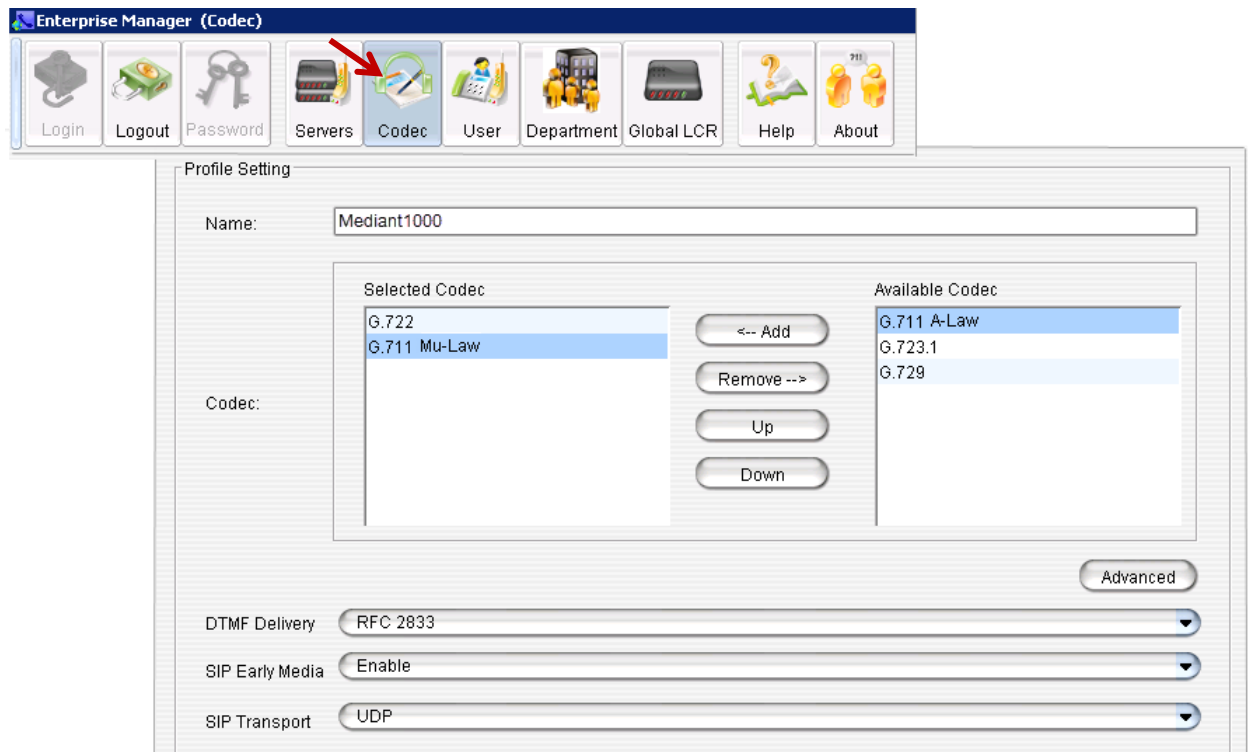 Enterprise Manager (Codec)
Login Logout Password Servers Codec User Department Global LCR Help About
Profile Setting
Name: Mediant1000
Selected Codec Available Codec
G.722 <-- Add G.711 A-Law
G.711 Mu-Law G.723.1
Remove --> G.729
Codec:
Up
Down
Advanced
DTMF Delivery RFC 2833
SIP Early Media Enable
SIP Transport UDP